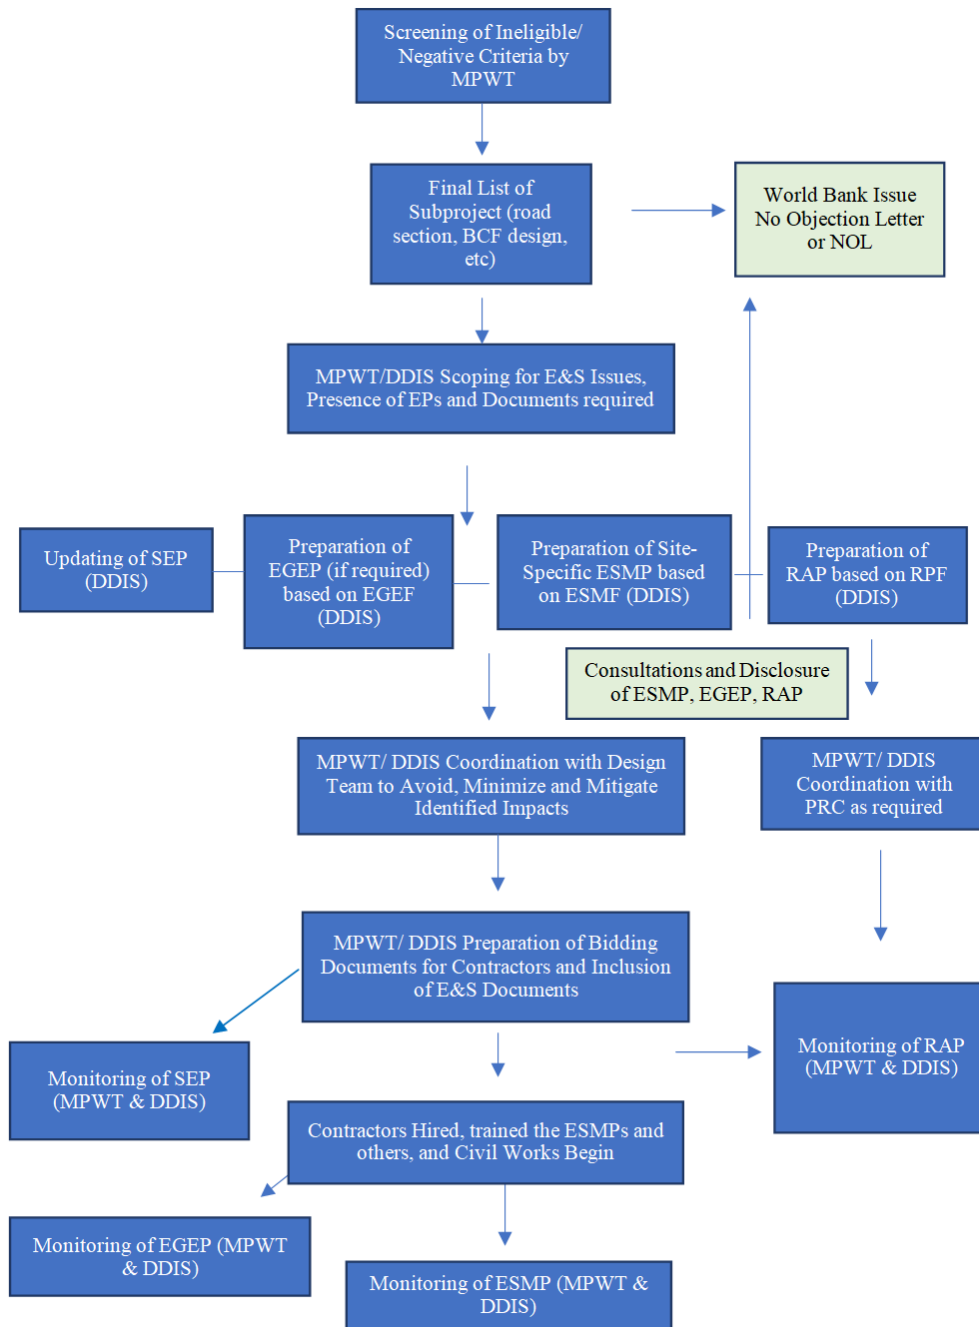 Screening of Ineligible/
Negative Criteria by
MPWT
Final List of
Subproject (road
section, BCF design,
etc)
World Bank Issue
No Objection Letter
or NOL
MPWT/DDIS Scoping for E&S Issues,
Presence of EPs and Documents required
Updating of SEP
(DDIS)
Preparation of
EGEP (if required)
based on EGEF
(DDIS)
Preparation of Site-
Specific ESMP based
on ESMF (DDIS)
Preparation of
RAP based on RPF
(DDIS)
Consultations and Disclosure
of ESMP, EGEP, RAP
MPWT/ DDIS Coordination with Design
Team to Avoid, Minimize and Mitigate
Identified Impacts
MPWT/ DDIS
Coordination with
PRC as required
MPWT/ DDIS Preparation of Bidding
Documents for Contractors and Inclusion
of E&S Documents
Monitoring of SEP
(MPWT & DDIS)
Monitoring of RAP
(MPWT & DDIS)
Contractors Hired, trained the ESMPs and
others, and Civil Works Begin
Monitoring of EGEP (MPWT
& DDIS)
Monitoring of ESMP (MPWT &
DDIS)